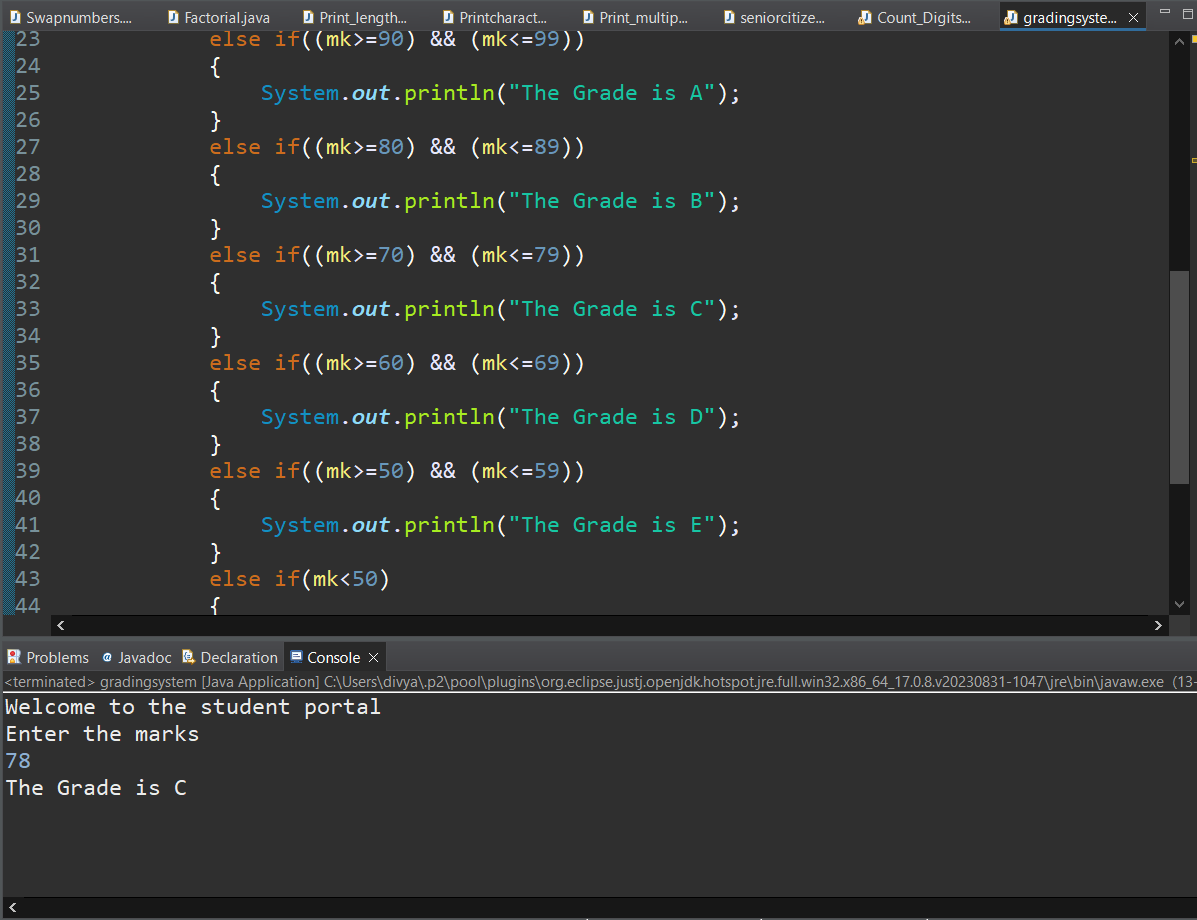 Swapnumbers.... Factorial.java Print_length... Printcharact... Print_multip... seniorcitize... Count_Digits... gradingsyste...
23 else if((mk>=90) && (mk<=99))
24 {
25 System.out.println("The Grade is A");
26 }
27 else if((mk>=80) && (mk<=89))
28 {
29 System.out.println("The Grade is B");
30 }
31 else if((mk>=70) && (mk<=79))
32 {
33 System.out.println("The Grade is C");
34 }
35 else if((mk>=60) && (mk<=69))
36 {
37 System.out.println("The Grade is D");
38 }
39 else if((mk>=50) && (mk<=59))
40 {
41 System.out.println("The Grade is E");
42 }
43 else if(mk<50)
44 {
Problems @ Javadoc Declaration Console
<terminated> gradingsystem [Java Application] C:\Users\divya\.p2\pool\plugins\org.eclipse.justj.openjdk.hotspot.jre.full.win32.x86_64_17.0.8.v20230831-1047\jre\bin\javaw.exe (13-
Welcome to the student portal
Enter the marks
78
The Grade is C